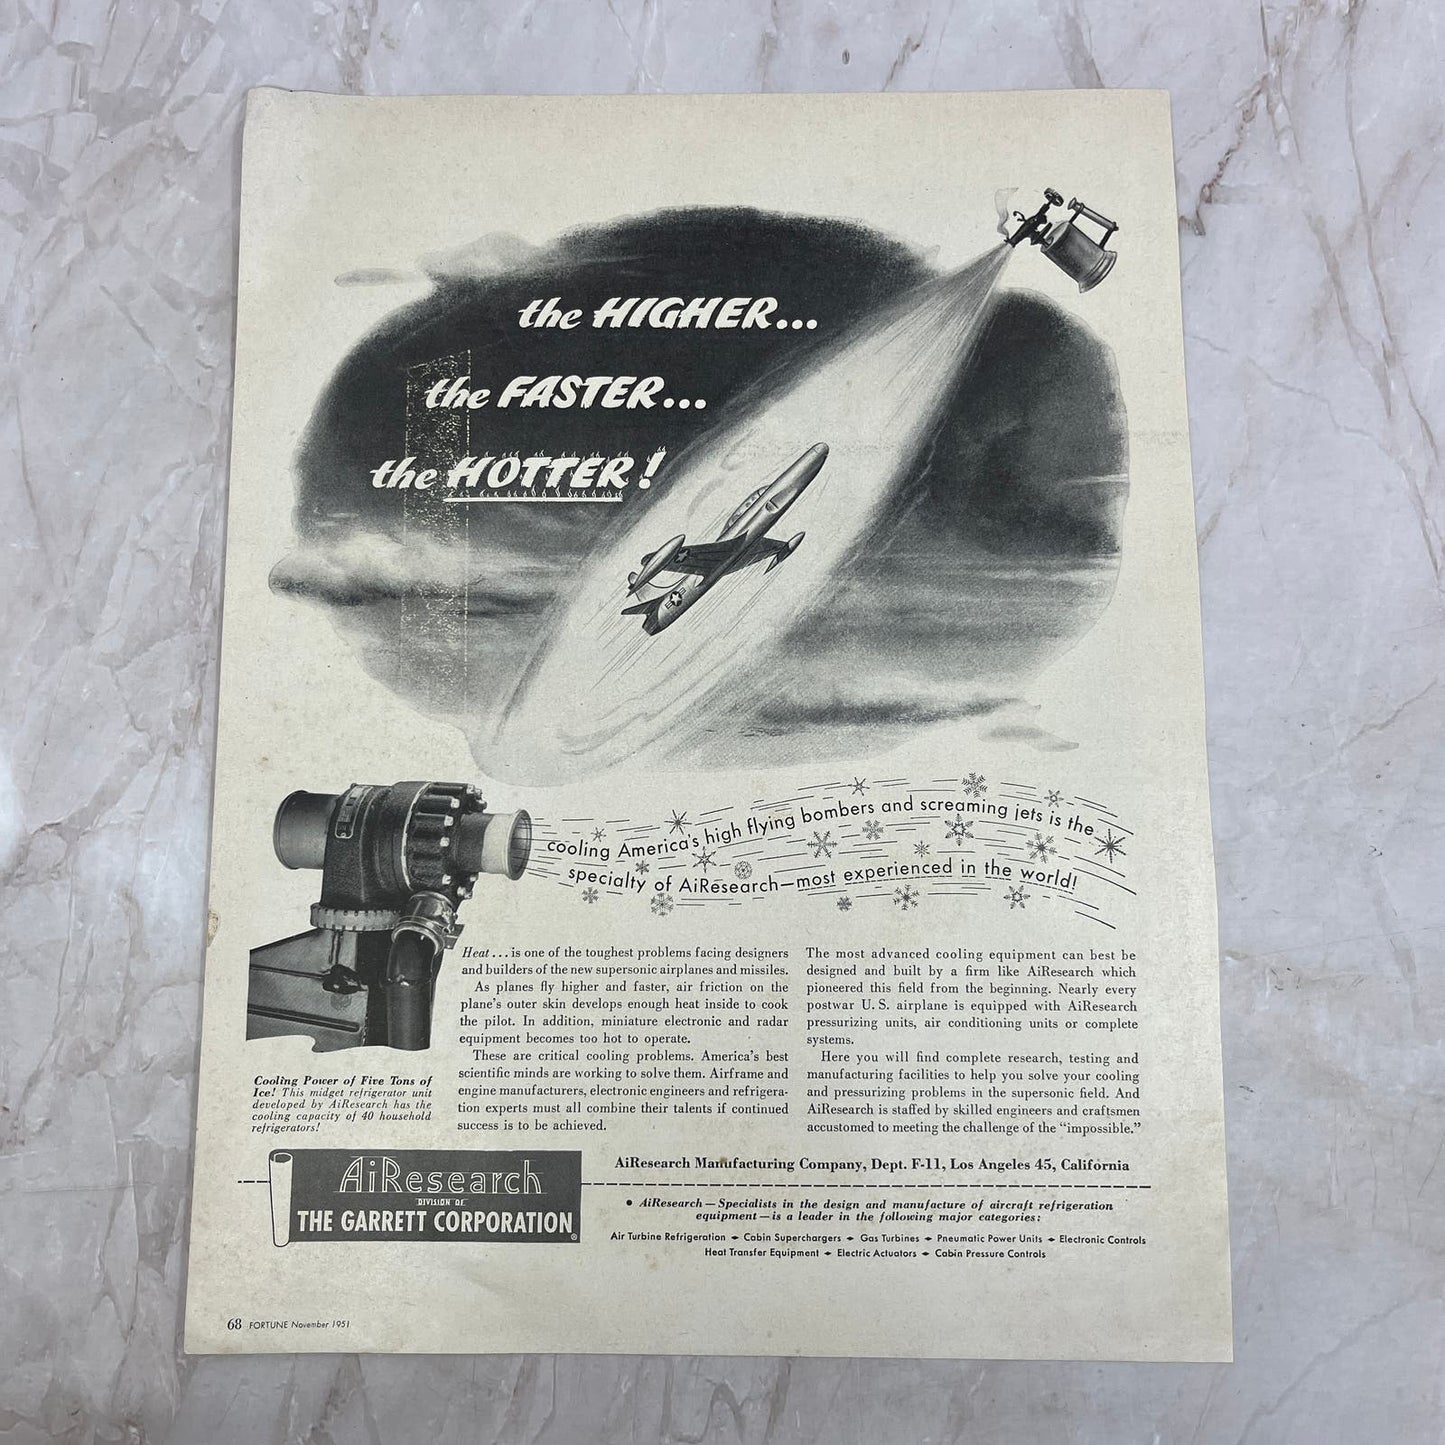 the HIGHER...
the FASTER...
the HOTTER!
cooling America's high flying bombers and screaming jets is the
specialty of AiResearch—most experienced in the world!
Cooling Power of Five Tons of
Ice! This midget refrigerator unit
developed by AiResearch has the
cooling capacity of 40 household
refrigerators!
Heat... is one of the toughest problems facing designers
and builders of the new supersonic airplanes and missiles.
As planes fly higher and faster, air friction on the
plane's outer skin develops enough heat inside to cook
the pilot. In addition, miniature electronic and radar
equipment becomes too hot to operate.
These are critical cooling problems. America's best
scientific minds are working to solve them. Airframe and
engine manufacturers, electronic engineers and refrigera-
tion experts must all combine their talents if continued
success is to be achieved.
The most advanced cooling equipment can best be
designed and built by a firm like AiResearch which
pioneered this field from the beginning. Nearly every
postwar U. S. airplane is equipped with AiResearch
pressurizing units, air conditioning units or complete
systems.
Here you will find complete research, testing and
manufacturing facilities to help you solve your cooling
and pressurizing problems in the supersonic field. And
AiResearch is staffed by skilled engineers and craftsmen
accustomed to meeting the challenge of the "impossible."
AiResearch
DIVISION OF
THE GARRETT CORPORATION®
AiResearch Manufacturing Company, Dept. F-11, Los Angeles 45, California
• AiResearch—Specialists in the design and manufacture of aircraft refrigeration
equipment—is a leader in the following major categories:
Air Turbine Refrigeration Cabin Superchargers Gas Turbines Pneumatic Power Units Electronic Controls
Heat Transfer Equipment Electric Actuators Cabin Pressure Controls
68 FORTUNE November 1951